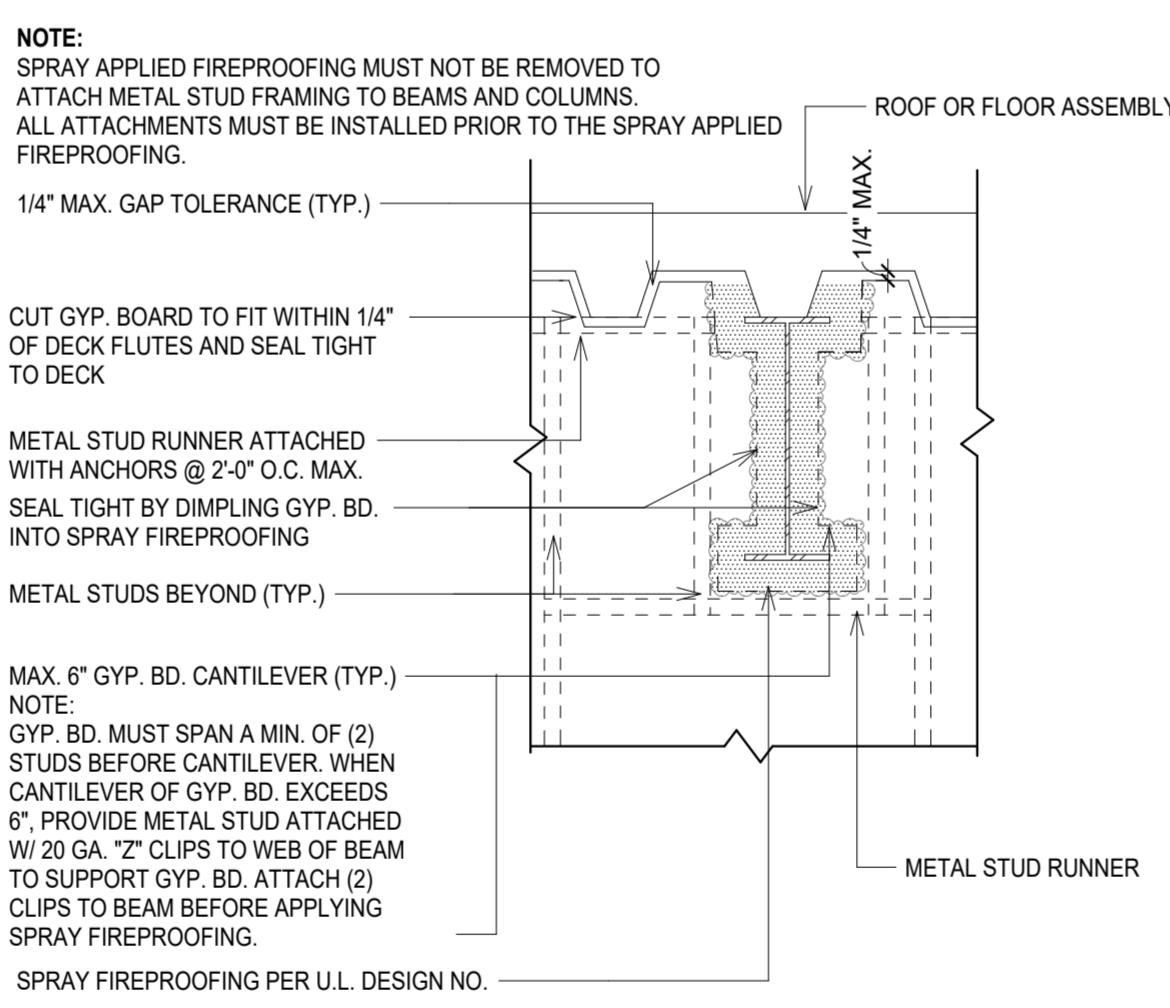 NOTE:
SPRAY APPLIED FIREPROOFING MUST NOT BE REMOVED TO
ATTACH METAL STUD FRAMING TO BEAMS AND COLUMNS.
ALL ATTACHMENTS MUST BE INSTALLED PRIOR TO THE SPRAY APPLIED
FIREPROOFING.
ROOF OR FLOOR ASSEMBLY
1/4" MAX. GAP TOLERANCE (TYP.)
1/4" MAX.
CUT GYP. BOARD TO FIT WITHIN 1/4"
OF DECK FLUTES AND SEAL TIGHT
TO DECK
METAL STUD RUNNER ATTACHED
WITH ANCHORS @ 2'-0" O.C. MAX.
SEAL TIGHT BY DIMPLING GYP. BD.
INTO SPRAY FIREPROOFING
METAL STUDS BEYOND (TYP.)
MAX. 6" GYP. BD. CANTILEVER (TYP.)
NOTE:
GYP. BD. MUST SPAN A MIN. OF (2)
STUDS BEFORE CANTILEVER. WHEN
CANTILEVER OF GYP. BD. EXCEEDS
6", PROVIDE METAL STUD ATTACHED
W/ 20 GA. "Z" CLIPS TO WEB OF BEAM
TO SUPPORT GYP. BD. ATTACH (2)
CLIPS TO BEAM BEFORE APPLYING
SPRAY FIREPROOFING.
METAL STUD RUNNER
SPRAY FIREPROOFING PER U.L. DESIGN NO.